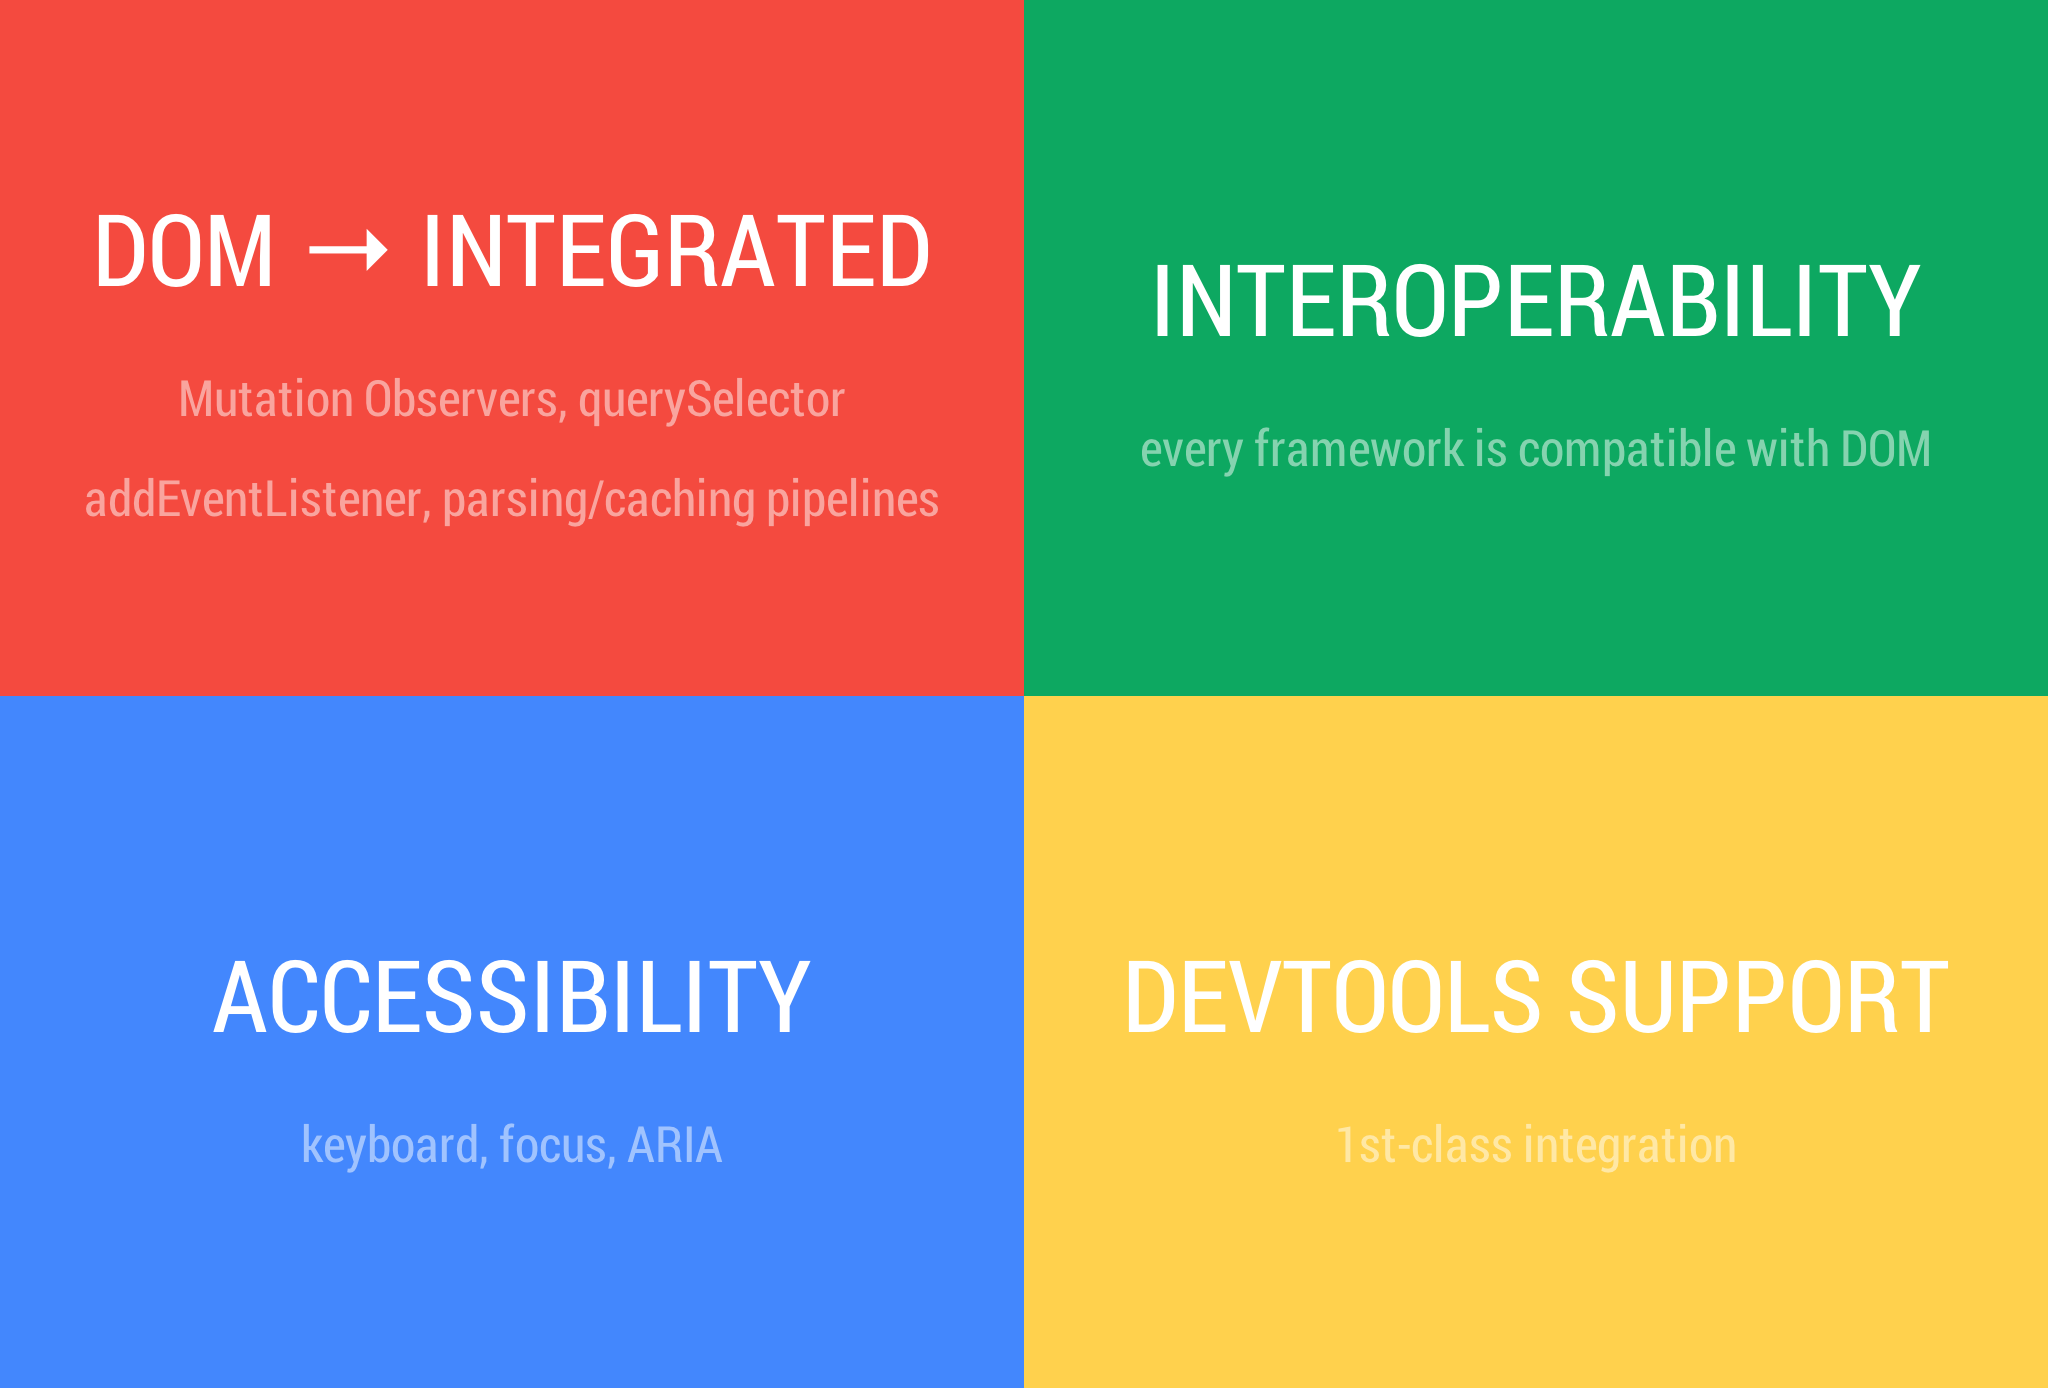 DOM → INTEGRATED
Mutation Observers, querySelector
addEventListener, parsing/caching pipelines
INTEROPERABILITY
every framework is compatible with DOM
ACCESSIBILITY
keyboard, focus, ARIA
DEVTOOLS SUPPORT
1st-class integration